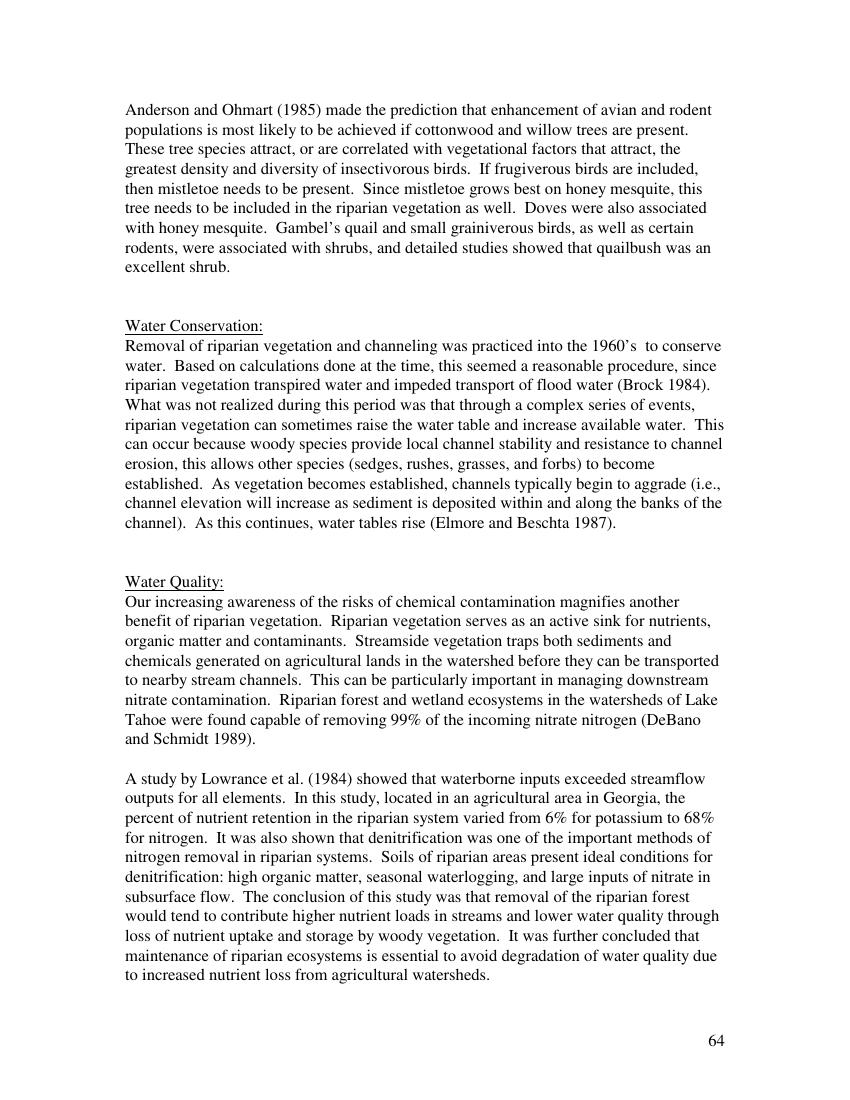 Anderson and Ohmart (1985) made the prediction that enhancement of avian and rodent
populations is most likely to be achieved if cottonwood and willow trees are present.
These tree species attract, or are correlated with vegetational factors that attract, the
greatest density and diversity of insectivorous birds.  If frugiverous birds are included,
then mistletoe needs to be present.  Since mistletoe grows best on honey mesquite, this
tree needs to be included in the riparian vegetation as well.  Doves were also associated
with honey mesquite.  Gambel's quail and small grainiverous birds, as well as certain
rodents, were associated with shrubs, and detailed studies showed that quailbush was an
excellent shrub.
Water Conservation:
Removal of riparian vegetation and channeling was practiced into the 1960's  to conserve
water.  Based on calculations done at the time, this seemed a reasonable procedure, since
riparian vegetation transpired water and impeded transport of flood water (Brock 1984).
What was not realized during this period was that through a complex series of events,
riparian vegetation can sometimes raise the water table and increase available water.  This
can occur because woody species provide local channel stability and resistance to channel
erosion, this allows other species (sedges, rushes, grasses, and forbs) to become
established.  As vegetation becomes established, channels typically begin to aggrade (i.e.,
channel elevation will increase as sediment is deposited within and along the banks of the
channel).  As this continues, water tables rise (Elmore and Beschta 1987).
Water Quality:
Our increasing awareness of the risks of chemical contamination magnifies another
benefit of riparian vegetation.  Riparian vegetation serves as an active sink for nutrients,
organic matter and contaminants.  Streamside vegetation traps both sediments and
chemicals generated on agricultural lands in the watershed before they can be transported
to nearby stream channels.  This can be particularly important in managing downstream
nitrate contamination.  Riparian forest and wetland ecosystems in the watersheds of Lake
Tahoe were found capable of removing 99% of the incoming nitrate nitrogen (DeBano
and Schmidt 1989).
A study by Lowrance et al. (1984) showed that waterborne inputs exceeded streamflow
outputs for all elements.  In this study, located in an agricultural area in Georgia, the
percent of nutrient retention in the riparian system varied from 6% for potassium to 68%
for nitrogen.  It was also shown that denitrification was one of the important methods of
nitrogen removal in riparian systems.  Soils of riparian areas present ideal conditions for
denitrification: high organic matter, seasonal waterlogging, and large inputs of nitrate in
subsurface flow.  The conclusion of this study was that removal of the riparian forest
would tend to contribute higher nutrient loads in streams and lower water quality through
loss of nutrient uptake and storage by woody vegetation.  It was further concluded that
maintenance of riparian ecosystems is essential to avoid degradation of water quality due
to increased nutrient loss from agricultural watersheds.
64